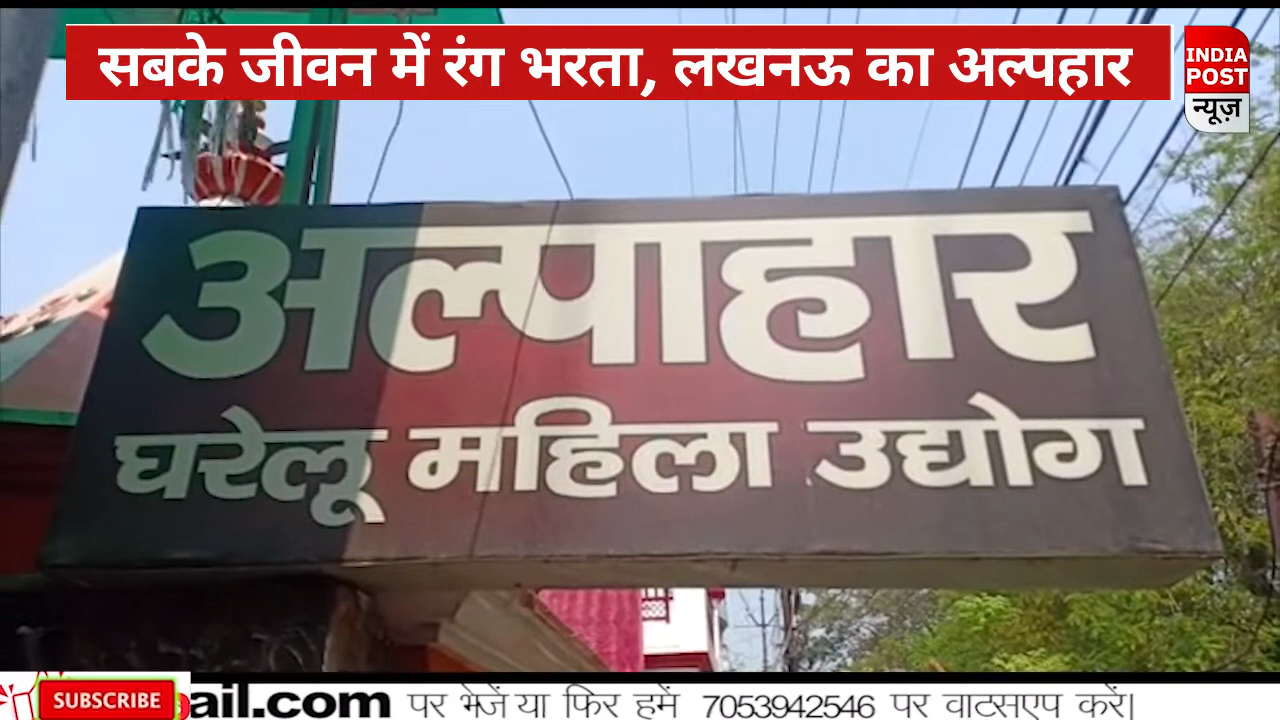 सबके जीवन में रंग भरता, लखनऊ का अल्पहार
INDIA
POST
न्यूज़
अल्पाहार
घरेलू महिला उद्योग
SUBSCRIBE
ail.com पर भेजें या फिर हमें 7053942546 पर वाटसएप करें।